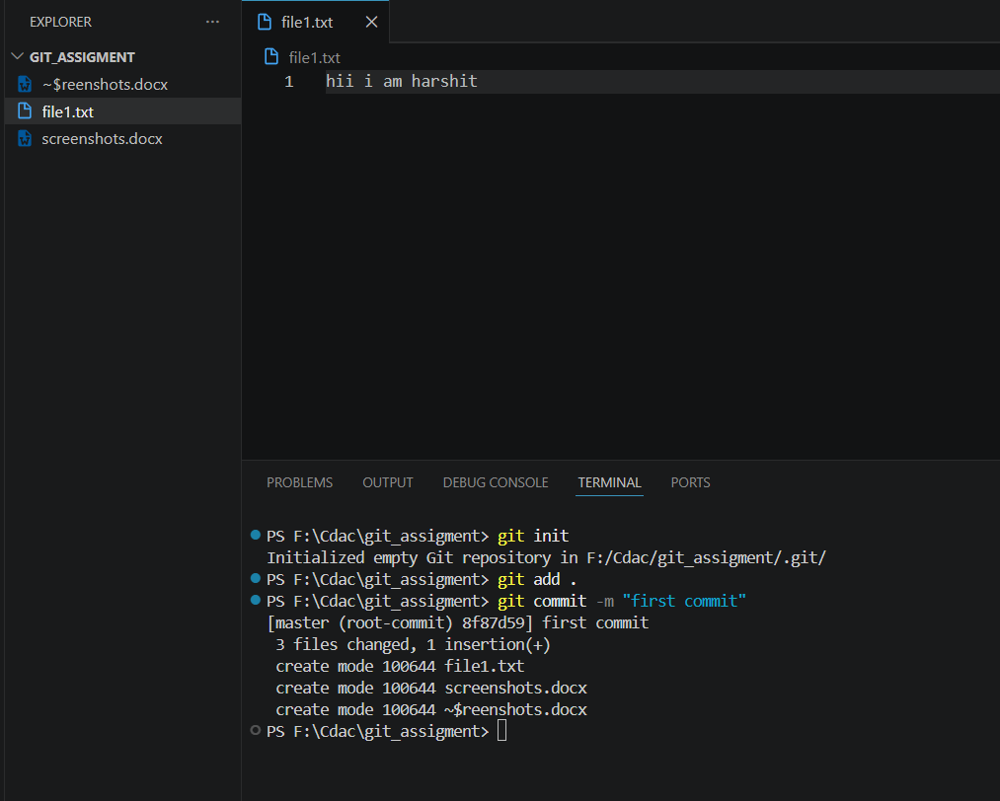 EXPLORER ...
GIT_ASSIGMENT
~$reenshots.docx
file1.txt
screenshots.docx
file1.txt
file1.txt
1 hii i am harshit
PROBLEMS OUTPUT DEBUG CONSOLE TERMINAL PORTS
PS F:\Cdac\git_assigment> git init
Initialized empty Git repository in F:/Cdac/git_assigment/.git/
PS F:\Cdac\git_assigment> git add .
PS F:\Cdac\git_assigment> git commit -m "first commit"
[master (root-commit) 8f87d59] first commit
3 files changed, 1 insertion(+)
create mode 100644 file1.txt
create mode 100644 screenshots.docx
create mode 100644 ~$reenshots.docx
PS F:\Cdac\git_assigment>